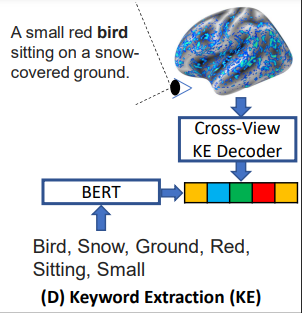 A small red bird
sitting on a snow-
covered ground.
Cross-View
KE Decoder
BERT
Bird, Snow, Ground, Red,
Sitting, Small
(D) Keyword Extraction (KE)